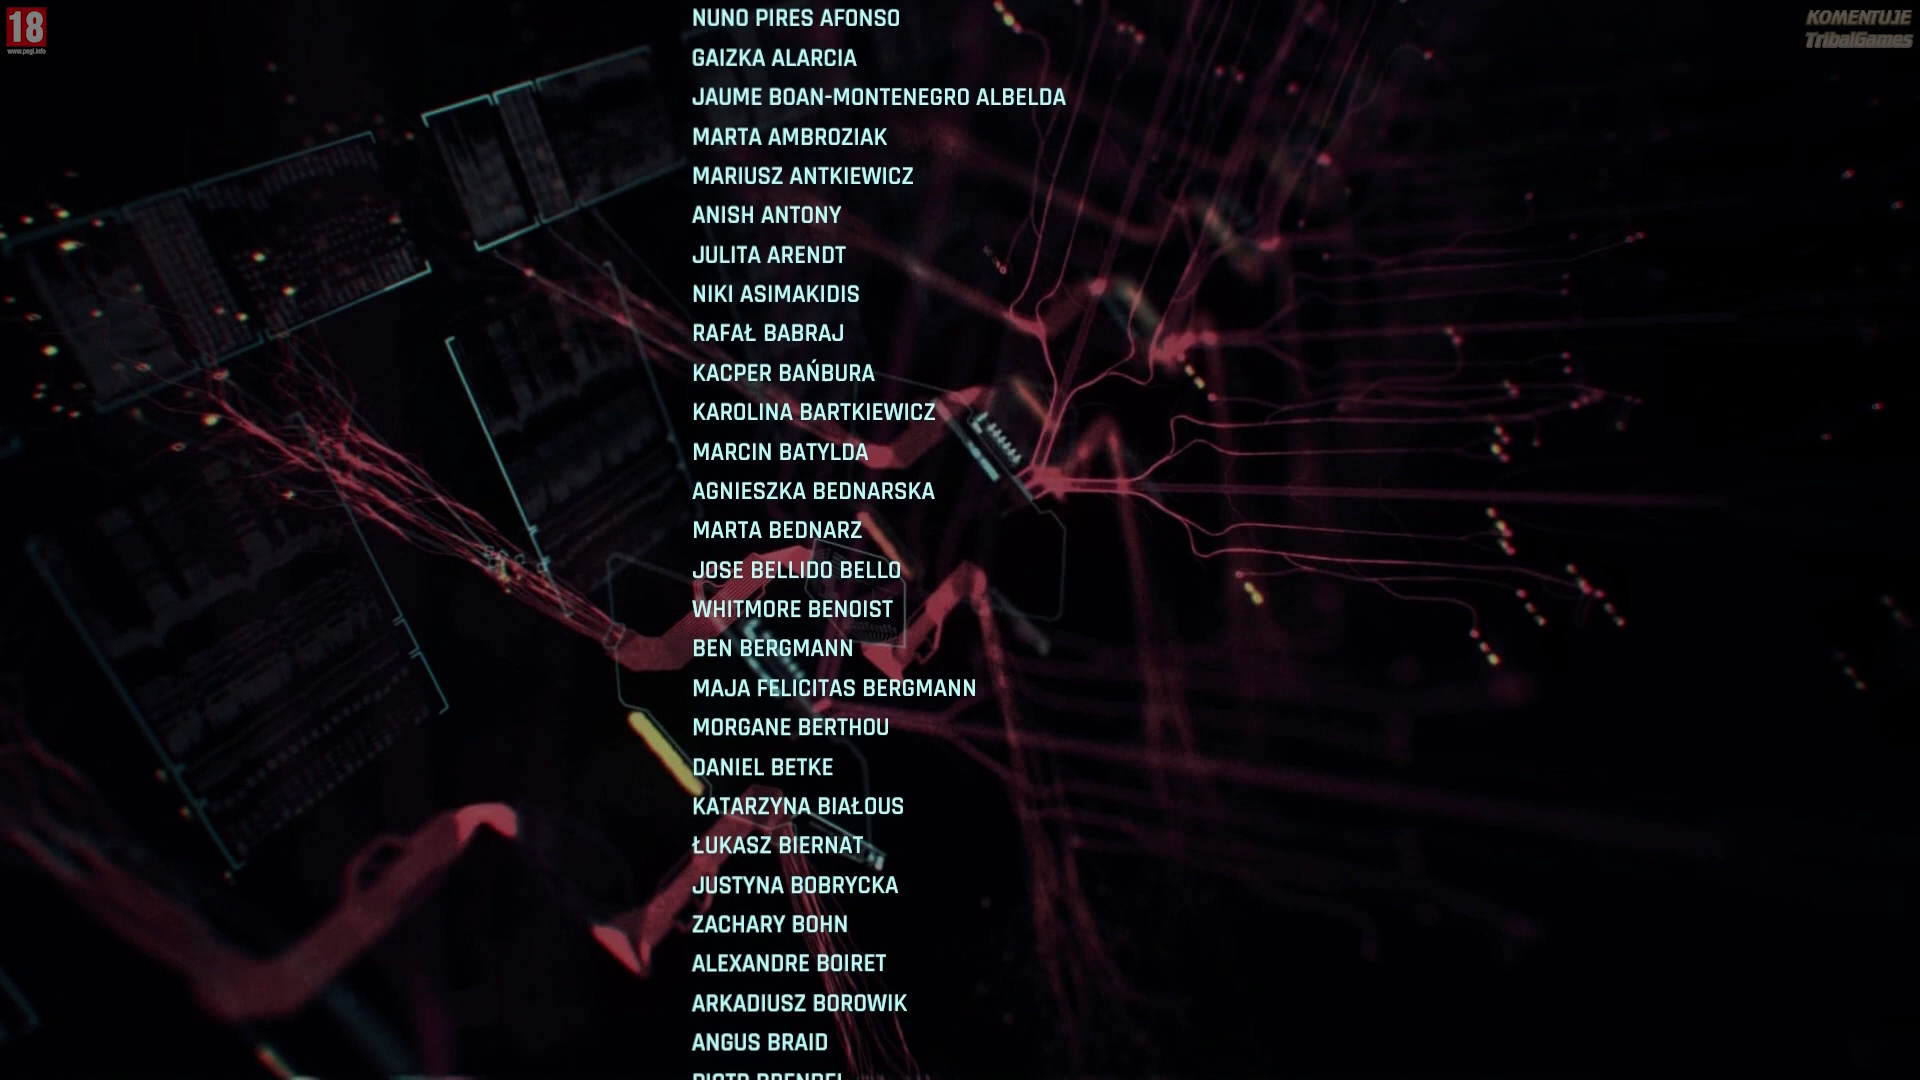 18
www.pegi.info
KOMENTUJE
TribalGames
NUNO PIRES AFONSO
GAIZKA ALARCIA
JAUME BOAN-MONTENEGRO ALBELDA
MARTA AMBROZIAK
MARIUSZ ANTKIEWICZ
ANISH ANTONY
JULITA ARENDT
NIKI ASIMAKIDIS
RAFAŁ BABRAJ
KACPER BAŃBURA
KAROLINA BARTKIEWICZ
MARCIN BATYLDA
AGNIESZKA BEDNARSKA
MARTA BEDNARZ
JOSE BELLIDO BELLO
WHITMORE BENOIST
BEN BERGMANN
MAJA FELICITAS BERGMANN
MORGANE BERTHOU
DANIEL BETKE
KATARZYNA BIAŁOUS
ŁUKASZ BIERNAT
JUSTYNA BOBRYCKA
ZACHARY BOHN
ALEXANDRE BOIRET
ARKADIUSZ BOROWIK
ANGUS BRAID